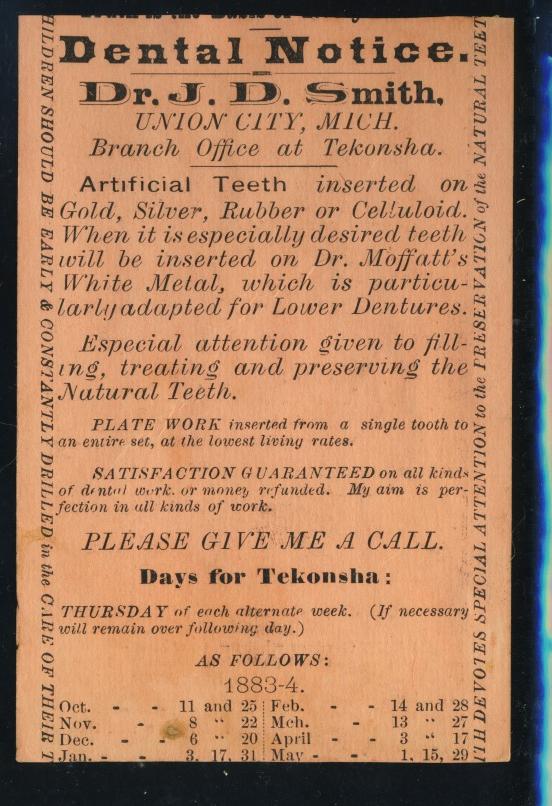 Dental Notice.
Dr. J. D. Smith,
UNION CITY, MICH.
Branch Office at Tekonsha.
Artificial Teeth inserted on
Gold, Silver, Rubber or Celluloid.
When it is especially desired teeth
will be inserted on Dr. Moffatt's
White Metal, which is particu-
larly adapted for Lower Dentures.
Especial attention given to fill-
ing, treating and preserving the
Natural Teeth.
PLATE WORK inserted from a single tooth to
an entire set, at the lowest living rates.
SATISFACTION GUARANTEED on all kinds
of dental work. or money refunded. My aim is per-
fection in all kinds of work.
PLEASE GIVE ME A CALL.
Days for Tekonsha:
THURSDAY of each alternate week. (If necessary
will remain over following day.)
AS FOLLOWS:
1883-4.
Oct. - - 11 and 25 Feb. - - 14 and 28
Nov. - 8 " 22 Mch. - 13 " 27
Dec. - - 6 " 20 April - - 3 " 17
Jan. - - 3, 17, 31 May - - 1, 15, 29
HILDREN SHOULD BE EARLY & CONSTANTLY DRILLED in the CARE OF THEIR T
ITH DEVOTES SPECIAL ATTENTION to the PRESERVATION of the NATURAL TEET